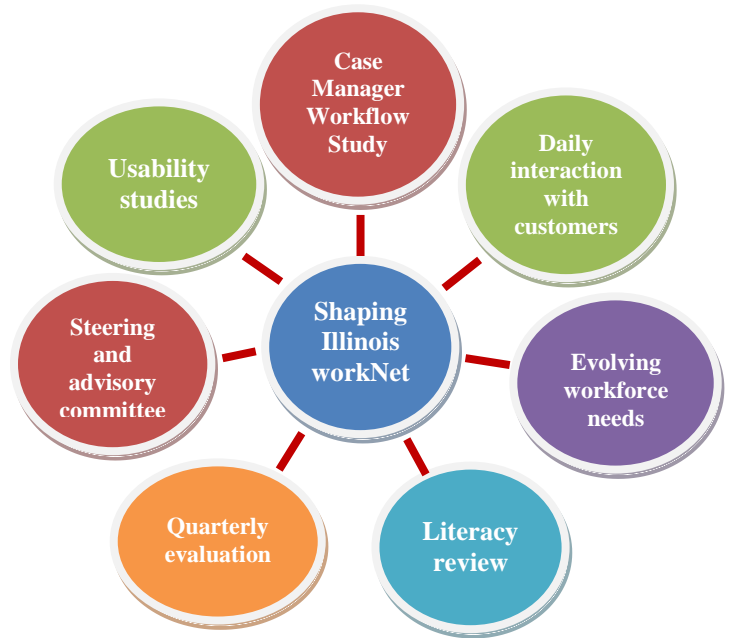 Case
Manager
Workflow
Study
Daily
interaction
with
customers
Usability
studies
Shaping
Illinois
workNet
Steering
and
advisory
committee
Evolving
workforce
needs
Quarterly
evaluation
Literacy
review